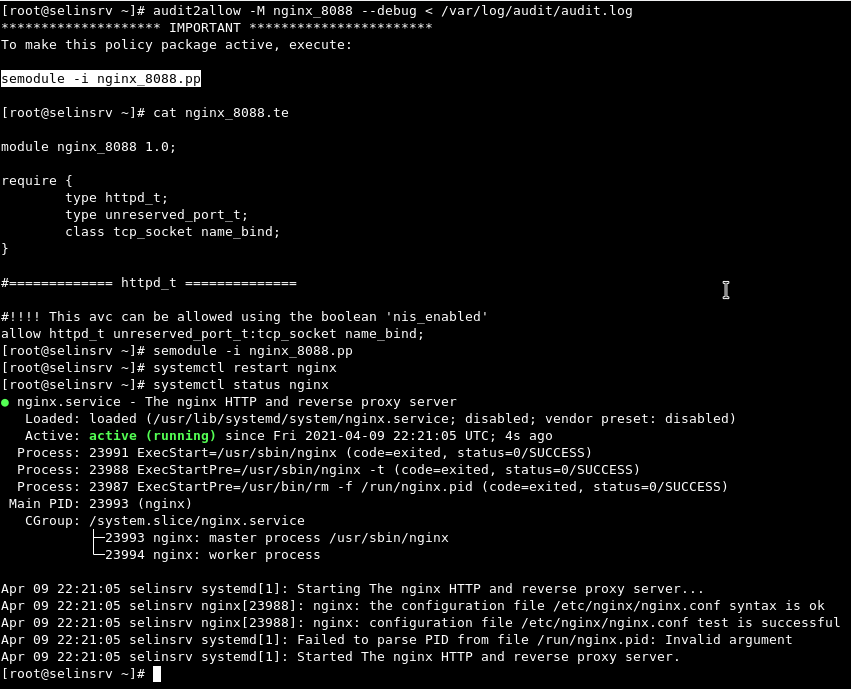 [root@selinsrv ~]# audit2allow -M nginx_8088 --debug < /var/log/audit/audit.log
******************** IMPORTANT ***********************
To make this policy package active, execute:

semodule -i nginx_8088.pp

[root@selinsrv ~]# cat nginx_8088.te

module nginx_8088 1.0;

require {
        type httpd_t;
        type unreserved_port_t;
        class tcp_socket name_bind;
}

#============= httpd_t ==============

#!!!! This avc can be allowed using the boolean 'nis_enabled'
allow httpd_t unreserved_port_t:tcp_socket name_bind;
[root@selinsrv ~]# semodule -i nginx_8088.pp
[root@selinsrv ~]# systemctl restart nginx
[root@selinsrv ~]# systemctl status nginx
● nginx.service - The nginx HTTP and reverse proxy server
   Loaded: loaded (/usr/lib/systemd/system/nginx.service; disabled; vendor preset: disabled)
   Active: active (running) since Fri 2021-04-09 22:21:05 UTC; 4s ago
  Process: 23991 ExecStart=/usr/sbin/nginx (code=exited, status=0/SUCCESS)
  Process: 23988 ExecStartPre=/usr/sbin/nginx -t (code=exited, status=0/SUCCESS)
  Process: 23987 ExecStartPre=/usr/bin/rm -f /run/nginx.pid (code=exited, status=0/SUCCESS)
 Main PID: 23993 (nginx)
   CGroup: /system.slice/nginx.service
           ├─23993 nginx: master process /usr/sbin/nginx
           └─23994 nginx: worker process

Apr 09 22:21:05 selinsrv systemd[1]: Starting The nginx HTTP and reverse proxy server...
Apr 09 22:21:05 selinsrv nginx[23988]: nginx: the configuration file /etc/nginx/nginx.conf syntax is ok
Apr 09 22:21:05 selinsrv nginx[23988]: nginx: configuration file /etc/nginx/nginx.conf test is successful
Apr 09 22:21:05 selinsrv systemd[1]: Failed to parse PID from file /run/nginx.pid: Invalid argument
Apr 09 22:21:05 selinsrv systemd[1]: Started The nginx HTTP and reverse proxy server.
[root@selinsrv ~]#